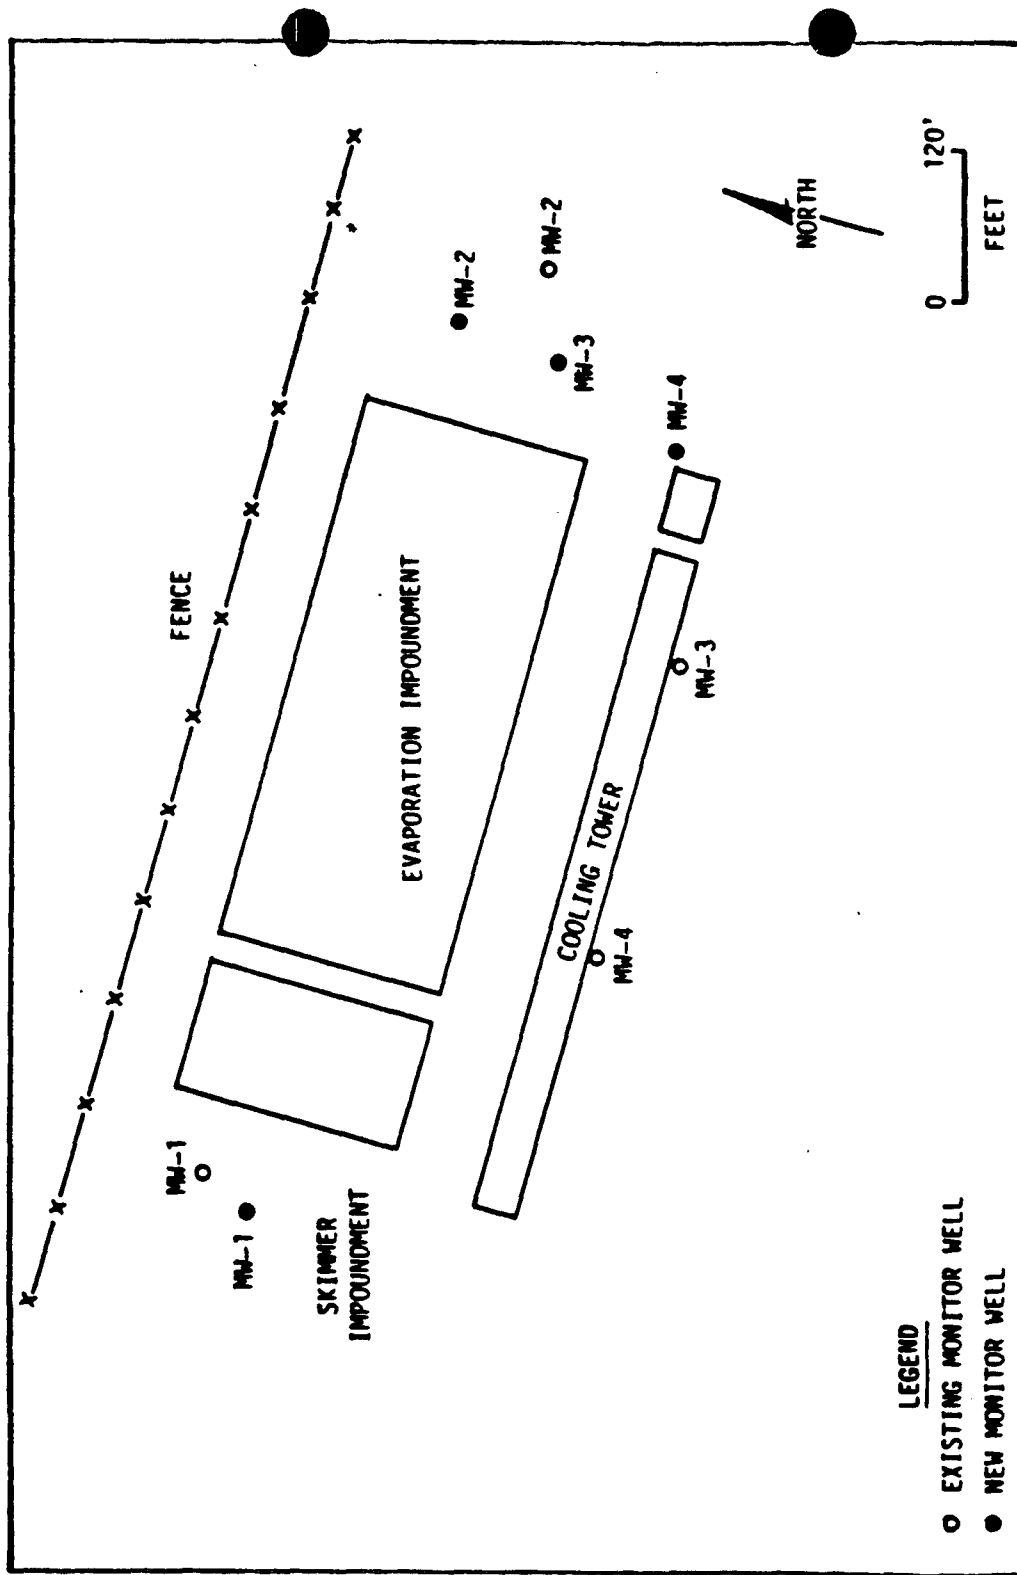 FENCE
MW-1
MW-1
SKIMMER
IMPOUNDMENT
EVAPORATION IMPOUNDMENT
MW-2
MW-2
MW-3
MW-4
COOLING TOWER
MW-4
MW-3
NORTH
0 120'
FEET
LEGEND
EXISTING MONITOR WELL
NEW MONITOR WELL